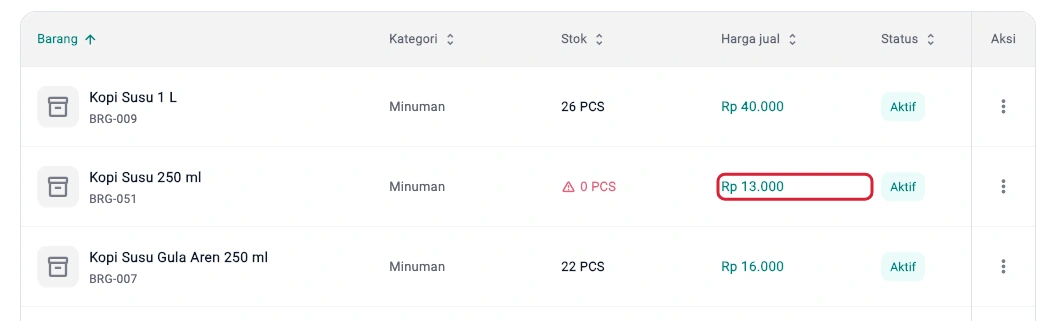 Barang Kategori Stok Harga jual Status Aksi
Kopi Susu 1 L
BRG-009
Minuman 26 PCS Rp 40.000 Aktif
Kopi Susu 250 ml
BRG-051
Minuman 0 PCS Rp 13.000 Aktif
Kopi Susu Gula Aren 250 ml
BRG-007
Minuman 22 PCS Rp 16.000 Aktif